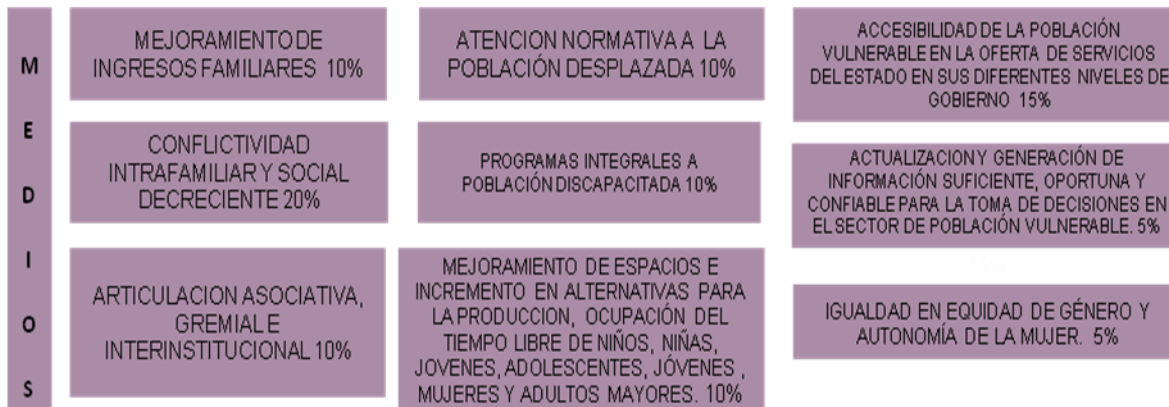 MEDIOS
MEJORAMIENTO DE
INGRESOS FAMILIARES 10%
CONFLICTIVIDAD
INTRAFAMILIAR Y SOCIAL
DECRECIENTE 20%
ARTICULACION ASOCIATIVA,
GREMIAL E
INTERINSTITUCIONAL 10%
ATENCION NORMATIVA A LA
POBLACIÓN DESPLAZADA 10%
PROGRAMAS INTEGRALES A
POBLACIÓN DISCAPACITADA 10%
MEJORAMIENTO DE ESPACIOS E
INCREMENTO EN ALTERNATIVAS PARA
LA PRODUCCION, OCUPACIÓN DEL
TIEMPO LIBRE DE NIÑOS, NIÑAS,
JOVENES, ADOLESCENTES, JÓVENES ,
MUJERES Y ADULTOS MAYORES. 10%
ACCESIBILIDAD DE LA POBLACIÓN
VULNERABLE EN LA OFERTA DE SERVICIOS
DEL ESTADO EN SUS DIFERENTES NIVELES DE
GOBIERNO 15%
ACTUALIZACION Y GENERACIÓN DE
INFORMACIÓN SUFICIENTE, OPORTUNA Y
CONFIABLE PARA LA TOMA DE DECISIONES EN
EL SECTOR DE POBLACIÓN VULNERABLE. 5%
IGUALDAD EN EQUIDAD DE GÉNERO Y
AUTONOMÍA DE LA MUJER. 5%